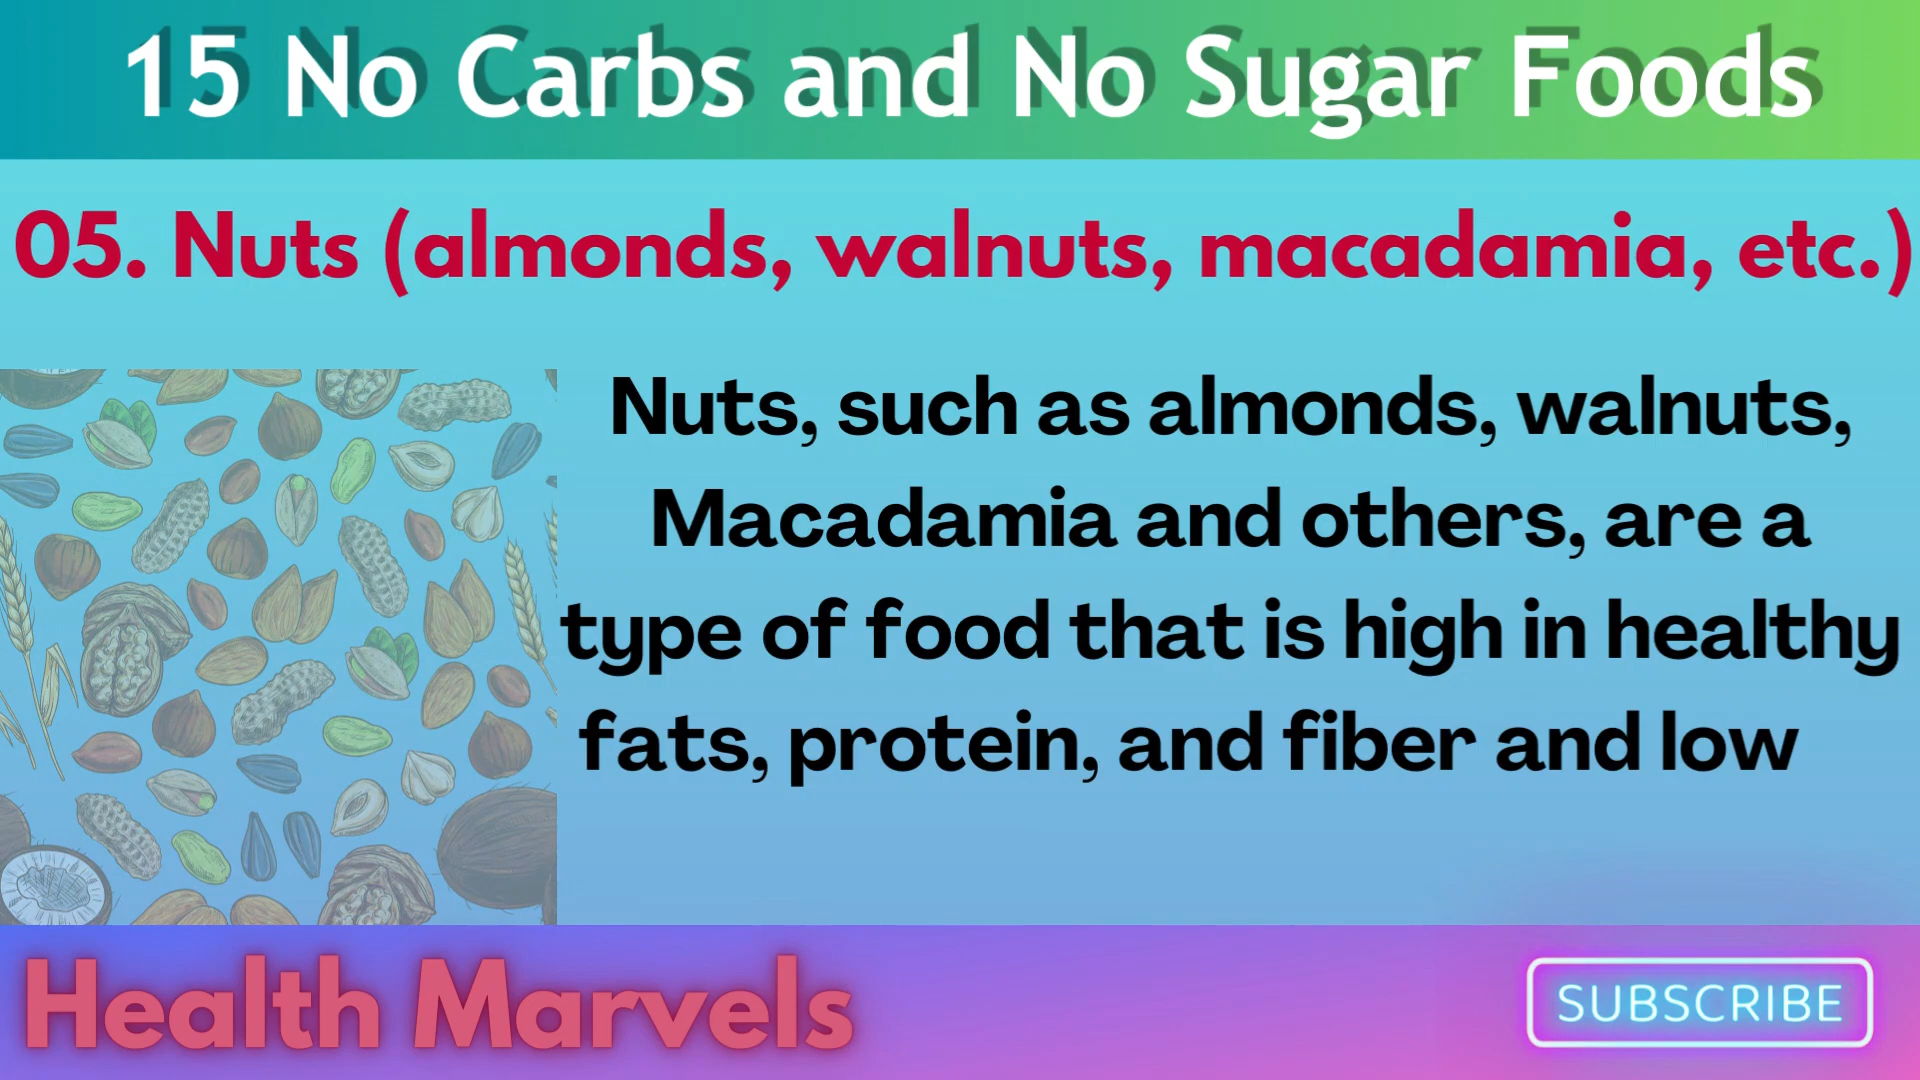 15 No Carbs and No Sugar Foods
05. Nuts (almonds, walnuts, macadamia, etc.)
Nuts, such as almonds, walnuts,
Macadamia and others, are a
type of food that is high in healthy
fats, protein, and fiber and low
Health Marvels
SUBSCRIBE